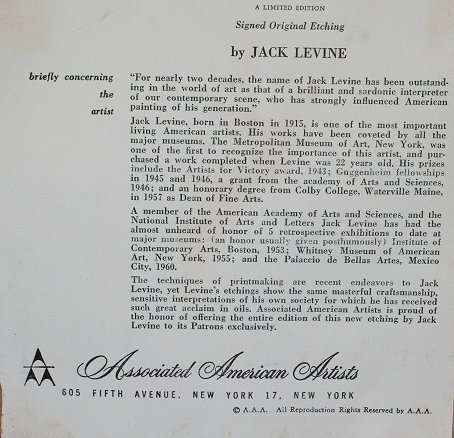 A LIMITED EDITION
Signed Original Etching
by JACK LEVINE
briefly concerning
the
artist
"For nearly two decades, the name of Jack Levine has been outstand-
ing in the world of art as that of a brilliant and sardonic interpreter
of our contemporary scene, who has strongly influenced American
painting of his generation."
Jack Levine, born in Boston in 1915, is one of the most important
living American artists. His works have been coveted by all the
major museums. The Metropolitan Museum of Art, New York, was
one of the first to recognize the importance of this artist, and pur-
chased a work completed when Levine was 22 years old. His prizes
include the Artists for Victory award, 1943; Guggenheim fellowships
in 1945 and 1946, a grant from the academy of Arts and Sciences,
1946; and an honorary degree from Colby College, Waterville Maine,
in 1957 as Dean of Fine Arts.
A member of the American Academy of Arts and Sciences, and the
National Institute of Arts and Letters Jack Levine has had the
almost unheard of honor of 5 retrospective exhibitions to date at
major museums: (an honor usually given posthumously) Institute of
Contemporary Arts, Boston, 1953; Whitney Museum of American
Art, New York, 1955; and the Palaccio de Bellas Artes, Mexico
City, 1960.
The techniques of printmaking are recent endeavors to Jack
Levine, yet Levine's etchings show the same masterful craftsmanship,
sensitive interpretations of his own society for which he has received
such great acclaim in oils. Associated American Artists is proud of
the honor of offering the entire edition of this new etching by Jack
Levine to its Patrons exclusively.
AAA Associated American Artists
605 FIFTH AVENUE, NEW YORK 17, NEW YORK
© A.A.A. All Reproduction Rights Reserved by A.A.A.